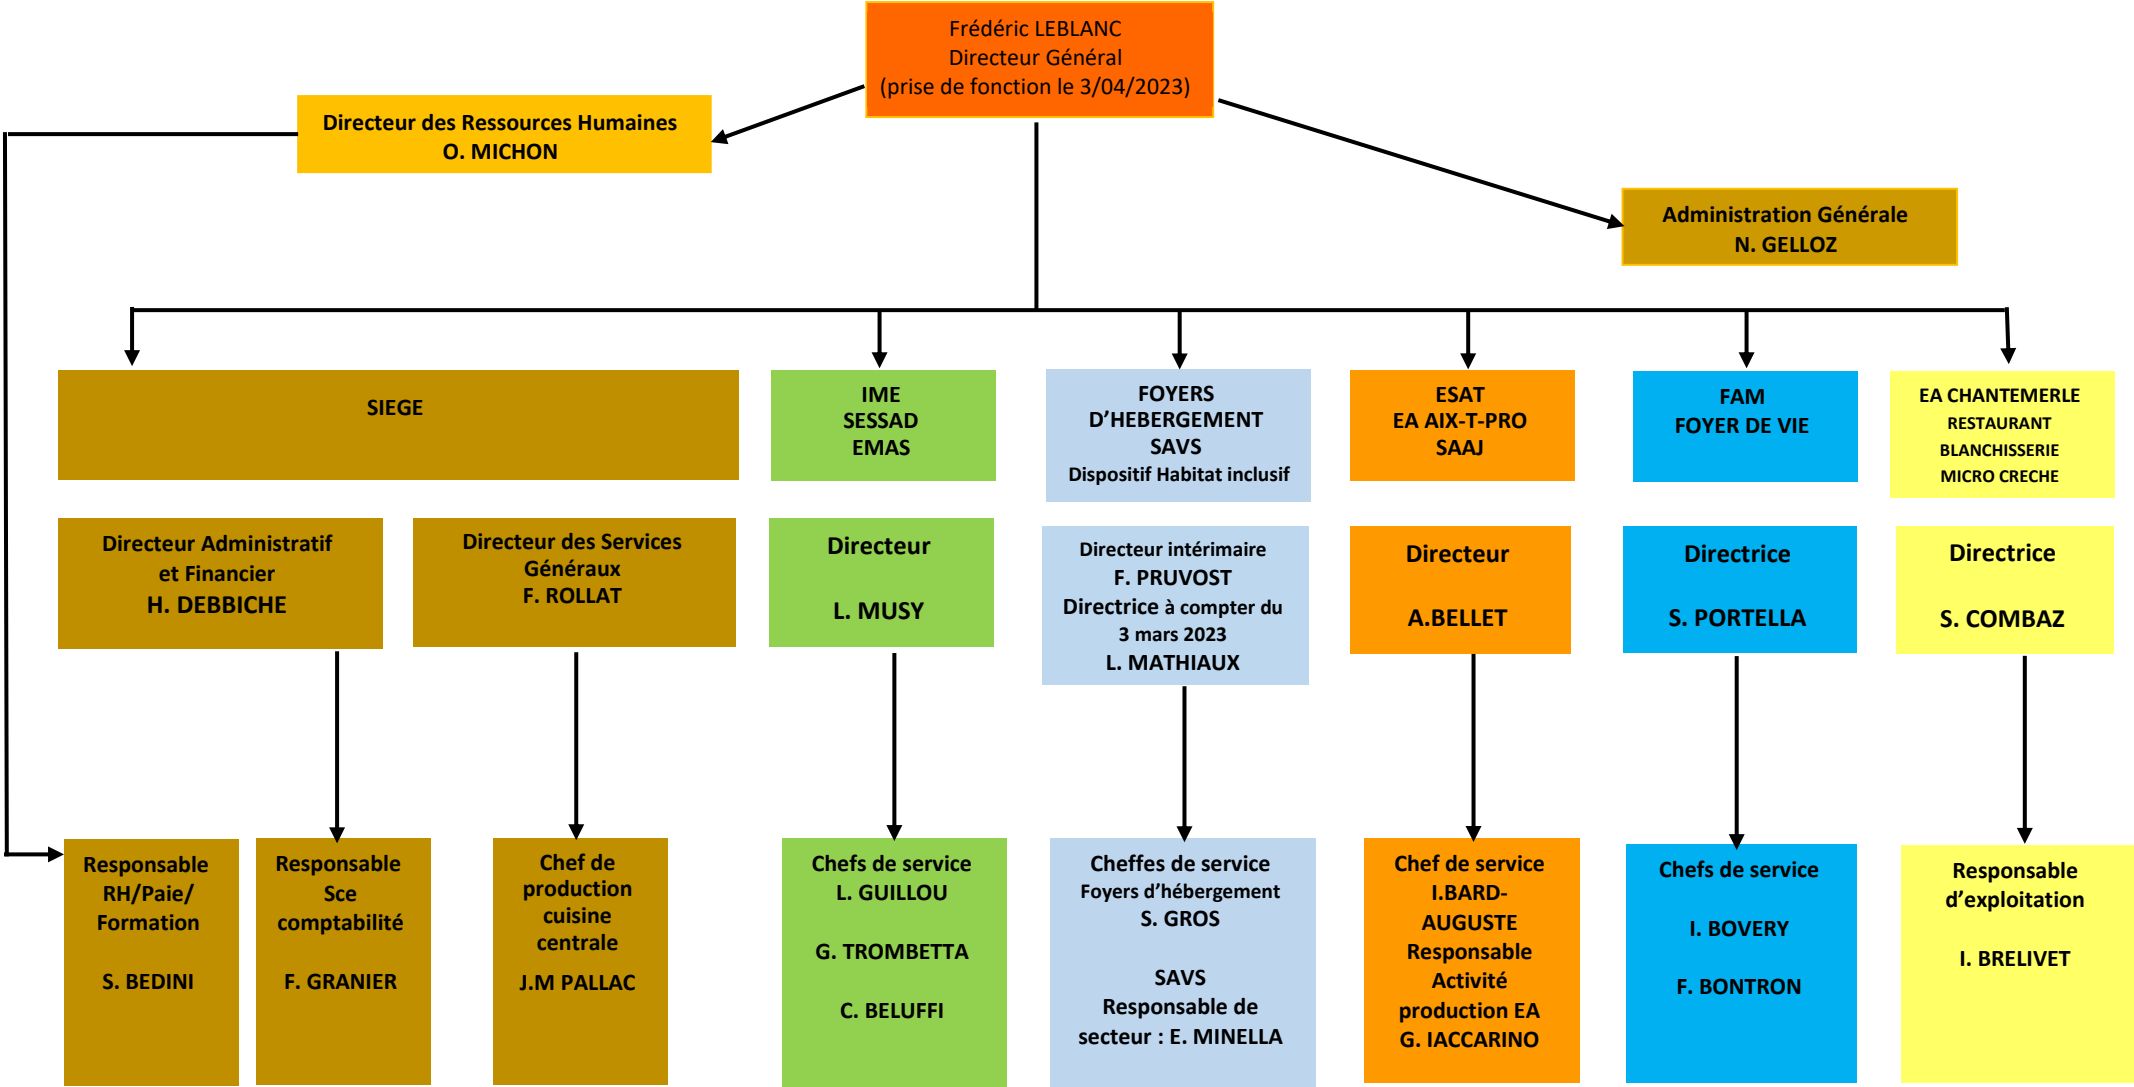 Frédéric LEBLANC
Directeur Général
(prise de fonction le 3/04/2023)
Directeur des Ressources Humaines
O. MICHON
Administration Générale
N. GELLOZ
SIEGE
IME
SESSAD
EMAS
FOYERS
D’HEBERGEMENT
SAVS
Dispositif Habitat inclusif
ESAT
EA AIX-T-PRO
SAAJ
FAM
FOYER DE VIE
EA CHANTEMERLE
RESTAURANT
BLANCHISSERIE
MICRO CRECHE
Directeur Administratif
et Financier
H. DEBBICHE
Directeur des Services
Généraux
F. ROLLAT
Directeur
L. MUSY
Directeur intérimaire
F. PRUVOST
Directrice à compter du
3 mars 2023
L. MATHIAUX
Directeur
A.BELLET
Directrice
S. PORTELLA
Directrice
S. COMBAZ
Responsable
RH/Paie/
Formation
S. BEDINI
Responsable
Sce
comptabilité
F. GRANIER
Chef de
production
cuisine
centrale
J.M PALLAC
Chefs de service
L. GUILLOU
G. TROMBETTA
C. BELUFFI
Cheffes de service
Foyers d’hébergement
S. GROS
SAVS
Responsable de
secteur : E. MINELLA
Chef de service
I.BARD-
AUGUSTE
Responsable
Activité
production EA
G. IACCARINO
Chefs de service
I. BOVERY
F. BONTRON
Responsable
d’exploitation
I. BRELIVET